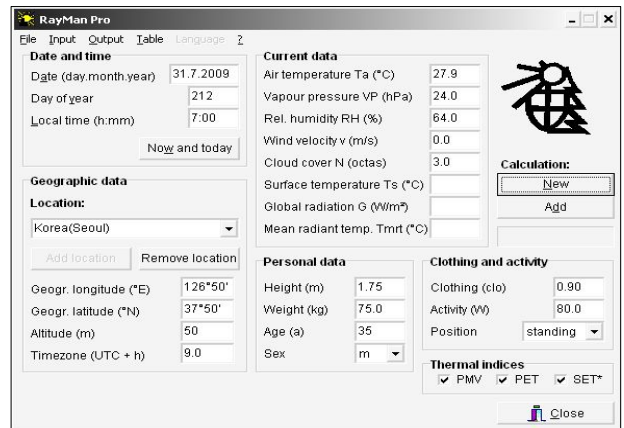 RayMan Pro
File Input Output Table Language ?
Date and time
Date (day.month.year) 31.7.2009
Day of year 212
Local time (h:mm) 7:00
Now and today
Geographic data
Location:
Korea(Seoul)
Add location Remove location
Geogr. longitude (°E) 126°50'
Geogr. latitude (°N) 37°50'
Altitude (m) 50
Timezone (UTC + h) 9.0
Current data
Air temperature Ta (°C) 27.9
Vapour pressure VP (hPa) 24.0
Rel. humidity RH (%) 64.0
Wind velocity v (m/s) 0.0
Cloud cover N (octas) 3.0
Surface temperature Ts (°C)
Global radiation G (W/m²)
Mean radiant temp. Tmrt (°C)
Calculation:
New
Add
Personal data
Height (m) 1.75
Weight (kg) 75.0
Age (a) 35
Sex m
Clothing and activity
Clothing (clo) 0.90
Activity (W) 80.0
Position standing
Thermal indices
PMV PET SET*
Close